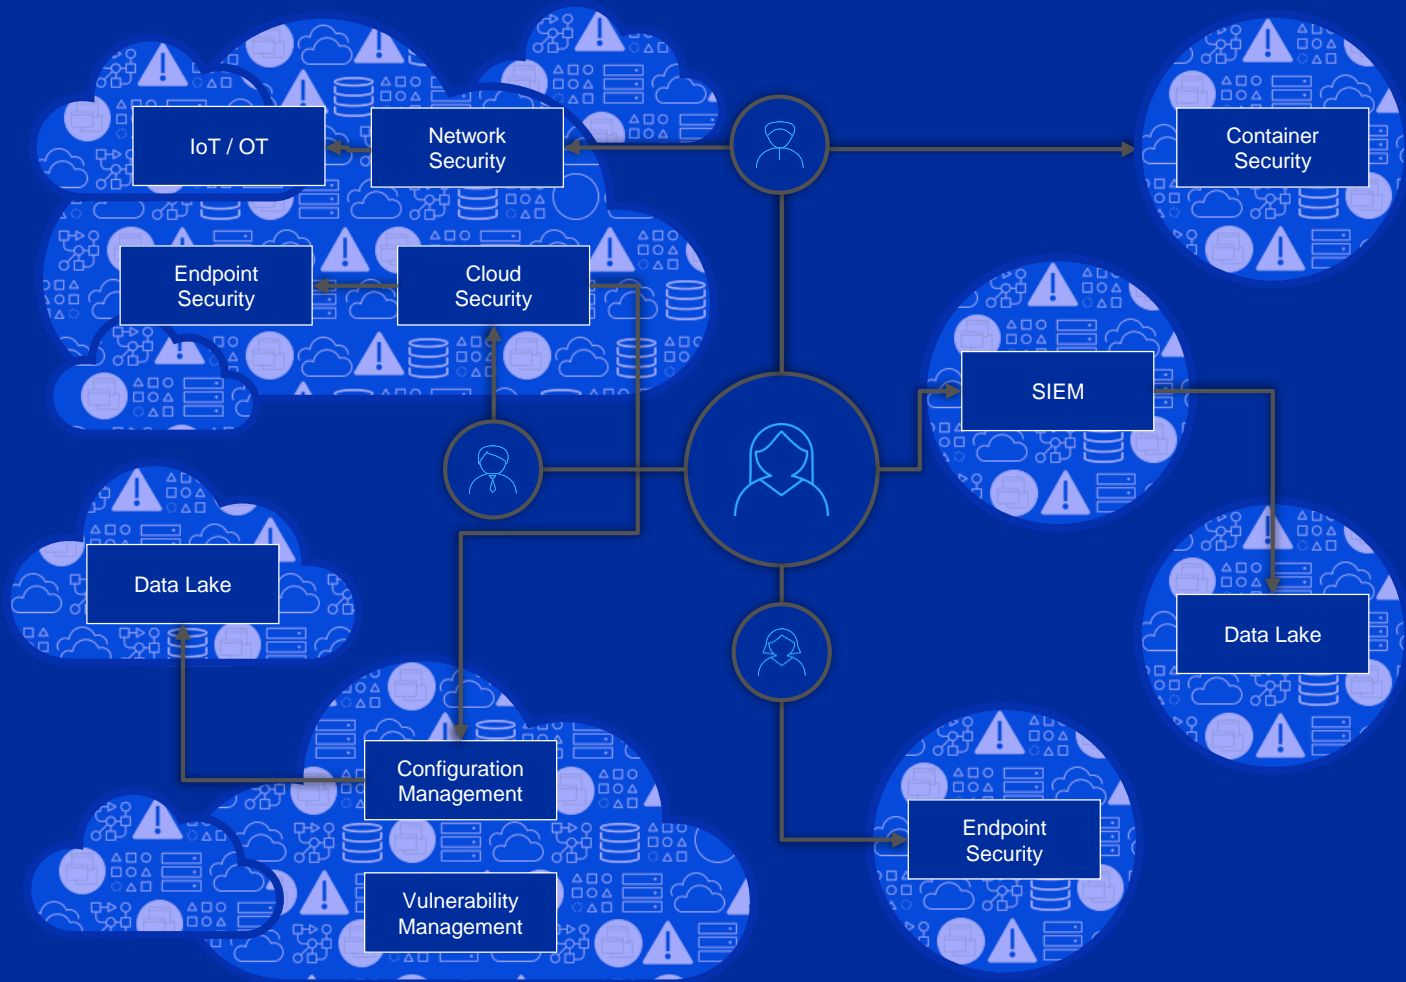 IoT / OT
Network
Security
Container
Security
Endpoint
Security
Cloud
Security
SIEM
Data Lake
Data Lake
Configuration
Management
Endpoint
Security
Vulnerability
Management